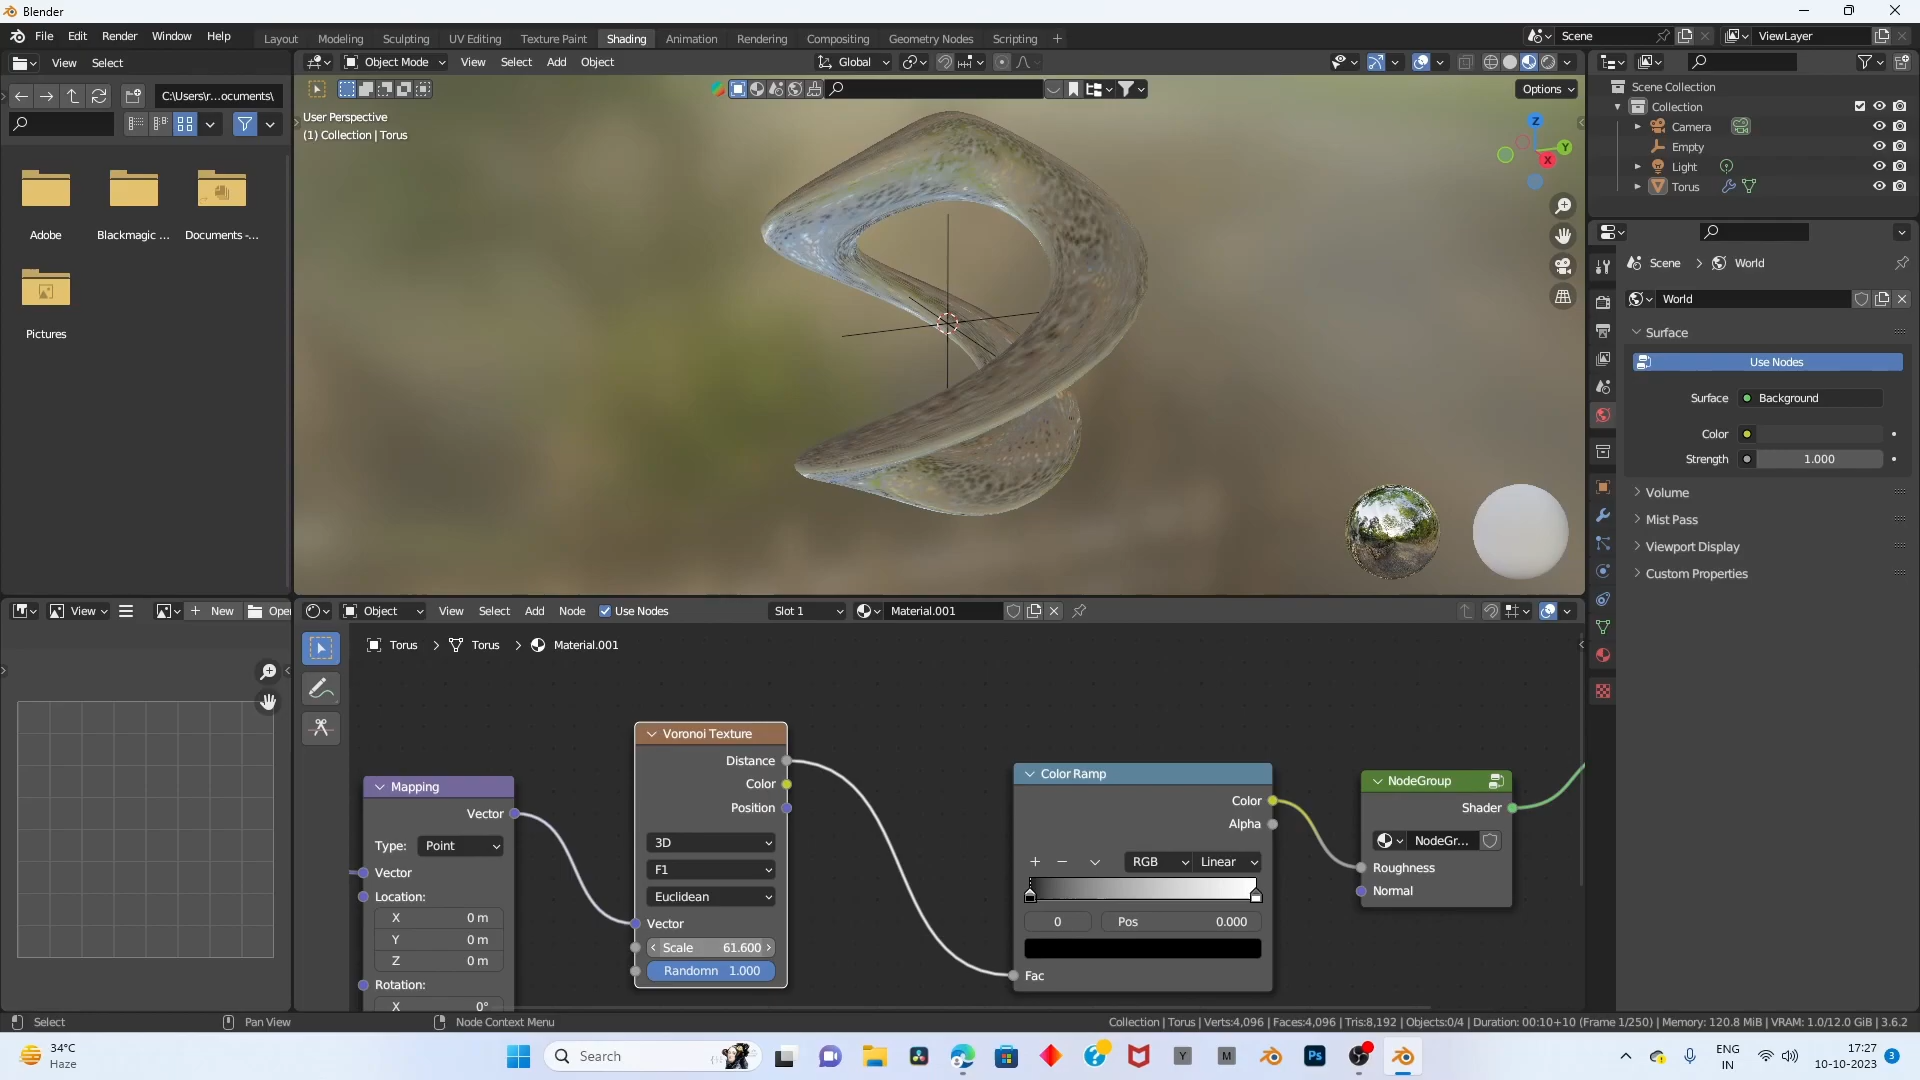 Blender
File Edit Render Window Help
Layout Modeling Sculpting UV Editing Texture Paint Shading Animation Rendering Compositing Geometry Nodes Scripting +
Scene ViewLayer
View Select
Object Mode View Select Add Object Global
C:\Users\r...ocuments\
Options
User Perspective
(1) Collection | Torus
Z
Y
X
Adobe Blackmagic ... Documents -...
Pictures
Scene Collection
Collection
Camera
Empty
Light
Torus
Scene > World
World
Surface
Use Nodes
Surface Background
Color
Strength 1.000
Volume
Mist Pass
Viewport Display
Custom Properties
View New Open
Object View Select Add Node Use Nodes Slot 1 Material.001
Torus > Torus > Material.001
Mapping
Vector
Type: Point
Vector
Location:
X 0 m
Y 0 m
Z 0 m
Rotation:
X 0°
Voronoi Texture
Distance
Color
Position
3D
F1
Euclidean
Vector
Scale 61.600
Randomn 1.000
Color Ramp
Color
Alpha
+ − RGB Linear
0 Pos 0.000
Fac
NodeGroup
Shader
NodeGr...
Roughness
Normal
Select Pan View Node Context Menu
Collection | Torus | Verts:4,096 | Faces:4,096 | Tris:8,192 | Objects:0/4 | Duration: 00:10+10 (Frame 1/250) | Memory: 120.8 MiB | VRAM: 1.0/12.0 GiB | 3.6.2
34°C
Haze
Search
Y M Ps
ENG
IN
17:27
10-10-2023
3